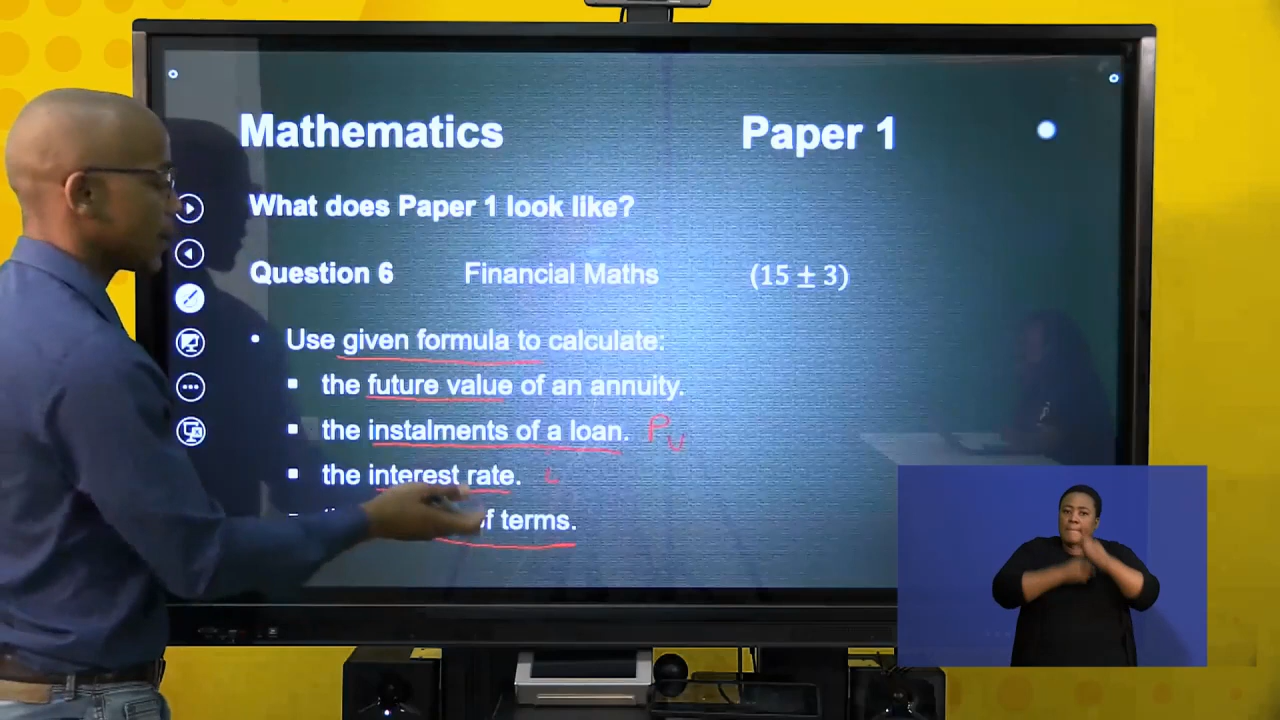 Mathematics Paper 1
What does Paper 1 look like?
Question 6 Financial Maths (15 ± 3)
• Use given formula to calculate:
▪ the future value of an annuity.
▪ the instalments of a loan. Pv
▪ the interest rate. i
of terms.